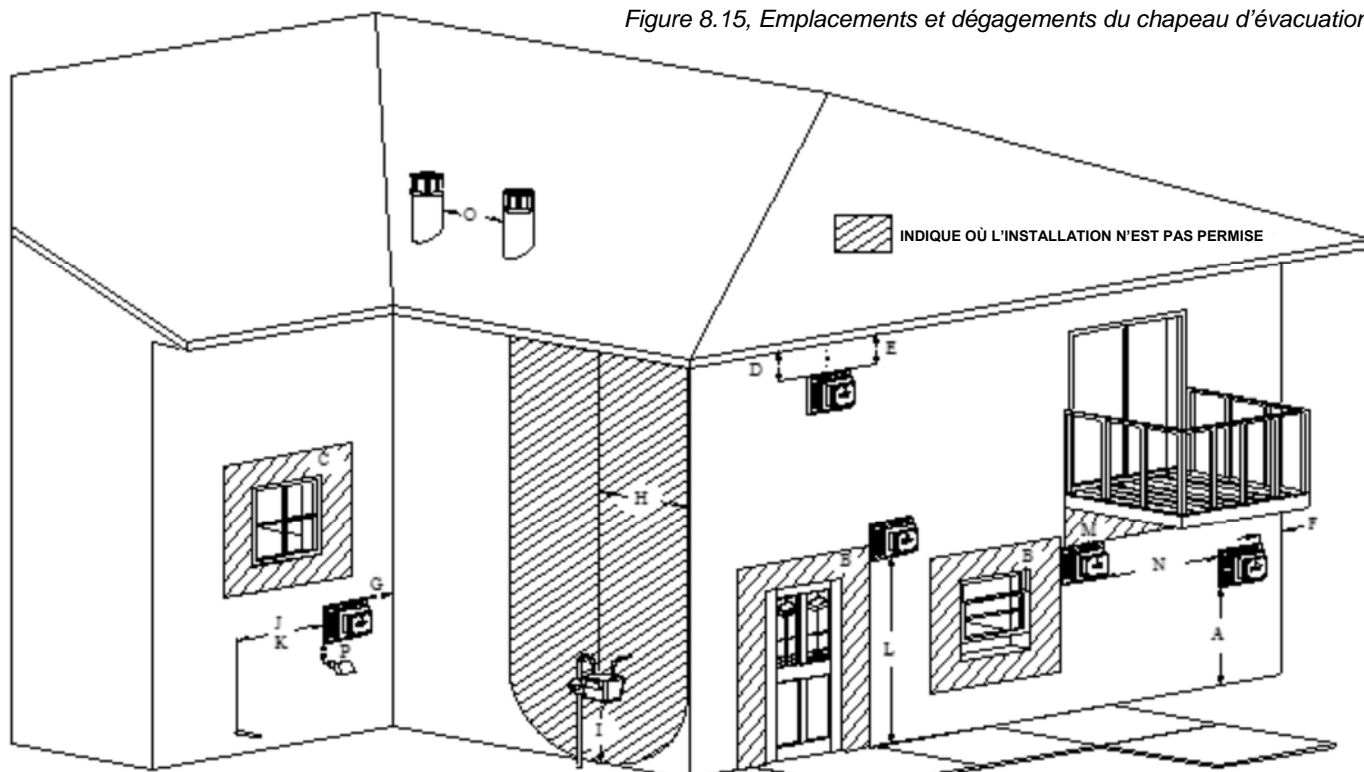 Figure 8.15, Emplacements et dégagements du chapeau d'évacuation
O
INDIQUE OÙ L'INSTALLATION N'EST PAS PERMISE
D
E
C
H
F
M
B
B
N
G
J
K
P
L
A
I